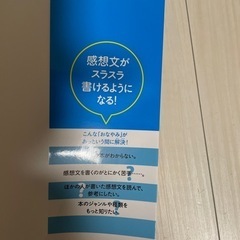 感想文が
スラスラ
書けるように
なる!
こんな「おなやみ」が
あっという間に解決!
がわからない。
感想文を書くのがとにかく苦手……。
ほかの人が書いた感想文を読んで、
参考にしたい。
本のジャンルや種類を
もっと知りたい。